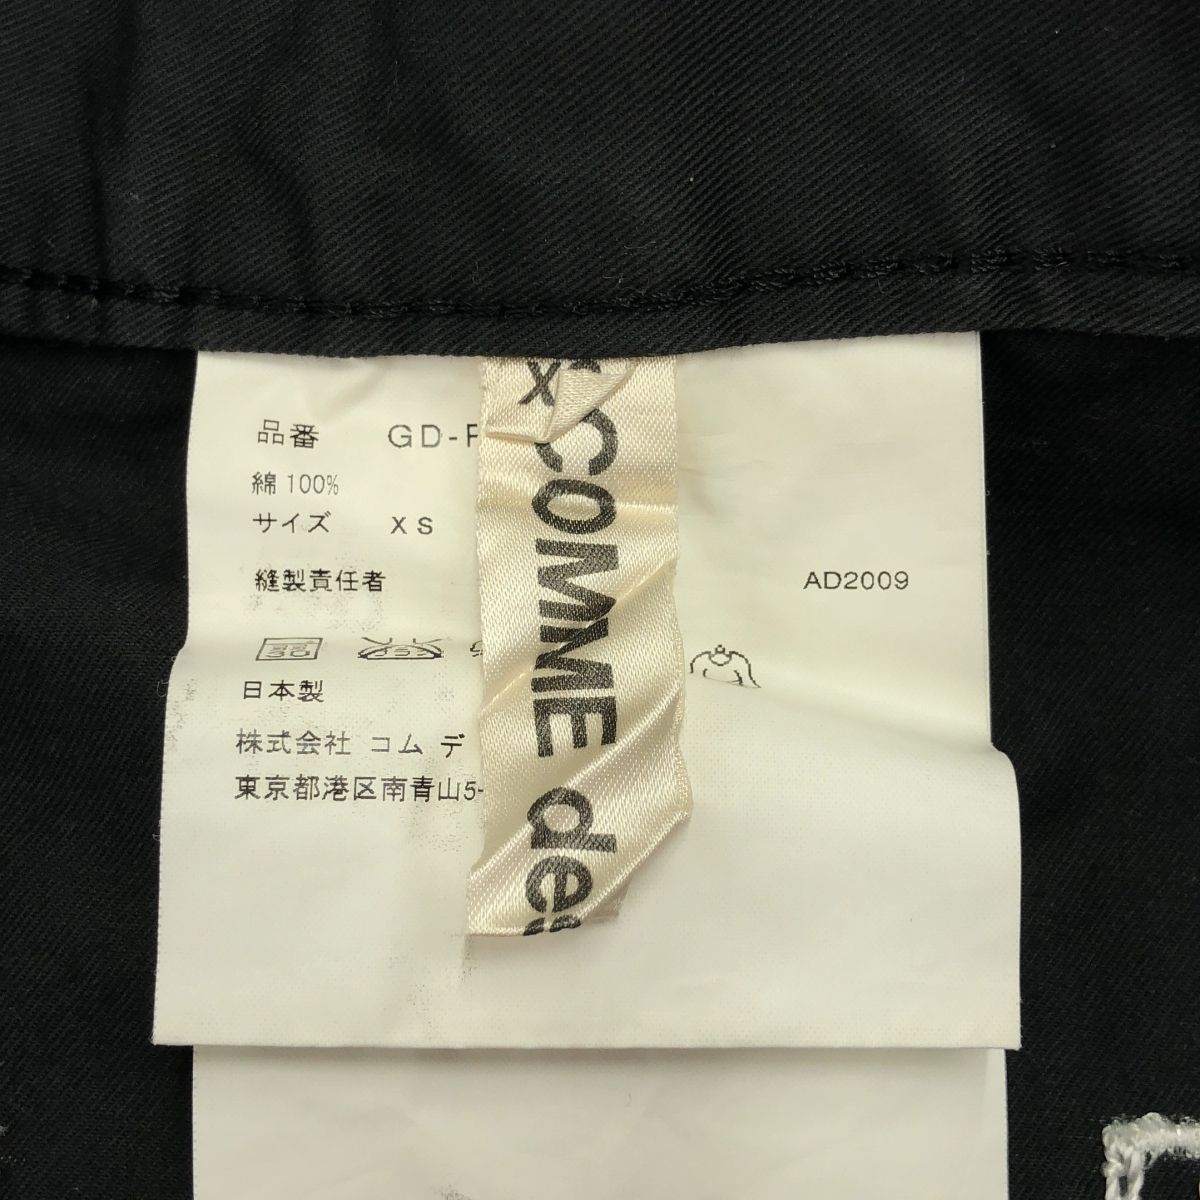 品番 GD-P
綿 100%
サイズ XS
縫製責任者
AD2009
日本製
株式会社 コム デ
東京都港区南青山5-
COMME des